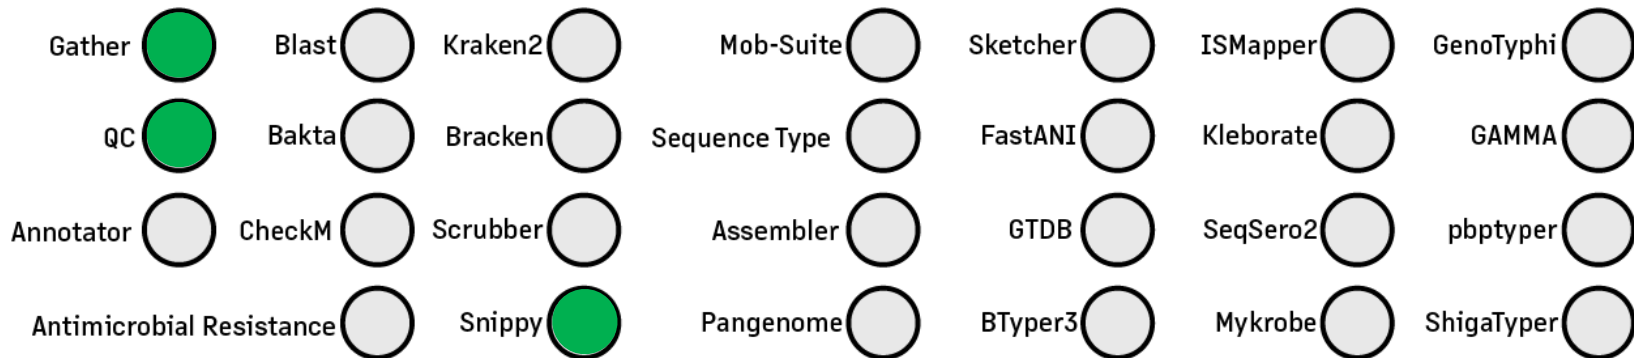 Gather Blast Kraken2 Mob-Suite Sketcher ISMapper GenoTyphi
QC Bakta Bracken Sequence Type FastANI Kleborate GAMMA
Annotator CheckM Scrubber Assembler GTDB SeqSero2 pbptyper
Antimicrobial Resistance Snippy Pangenome BTyper3 Mykrobe ShigaTyper